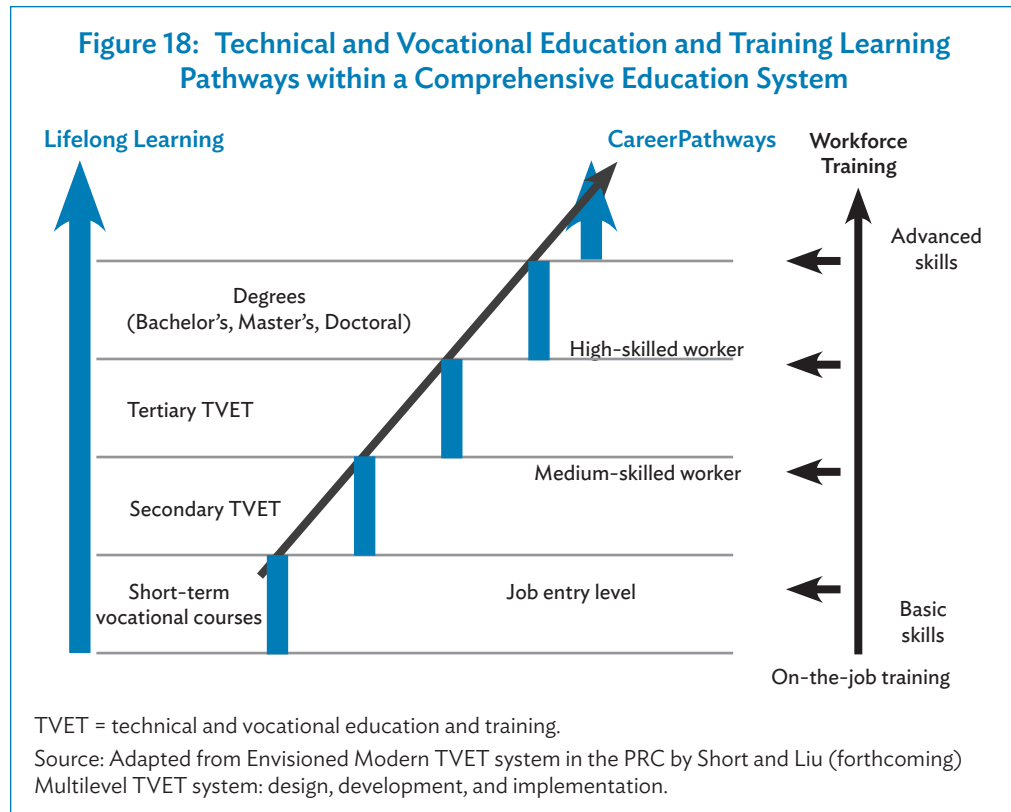 Figure 18: Technical and Vocational Education and Training Learning
Pathways within a Comprehensive Education System
Lifelong Learning
CareerPathways
Workforce
Training
Advanced
skills
Degrees
(Bachelor's, Master's, Doctoral)
High-skilled worker
Tertiary TVET
Medium-skilled worker
Secondary TVET
Short-term
vocational courses
Job entry level
Basic
skills
On-the-job training
TVET = technical and vocational education and training.
Source: Adapted from Envisioned Modern TVET system in the PRC by Short and Liu (forthcoming)
Multilevel TVET system: design, development, and implementation.